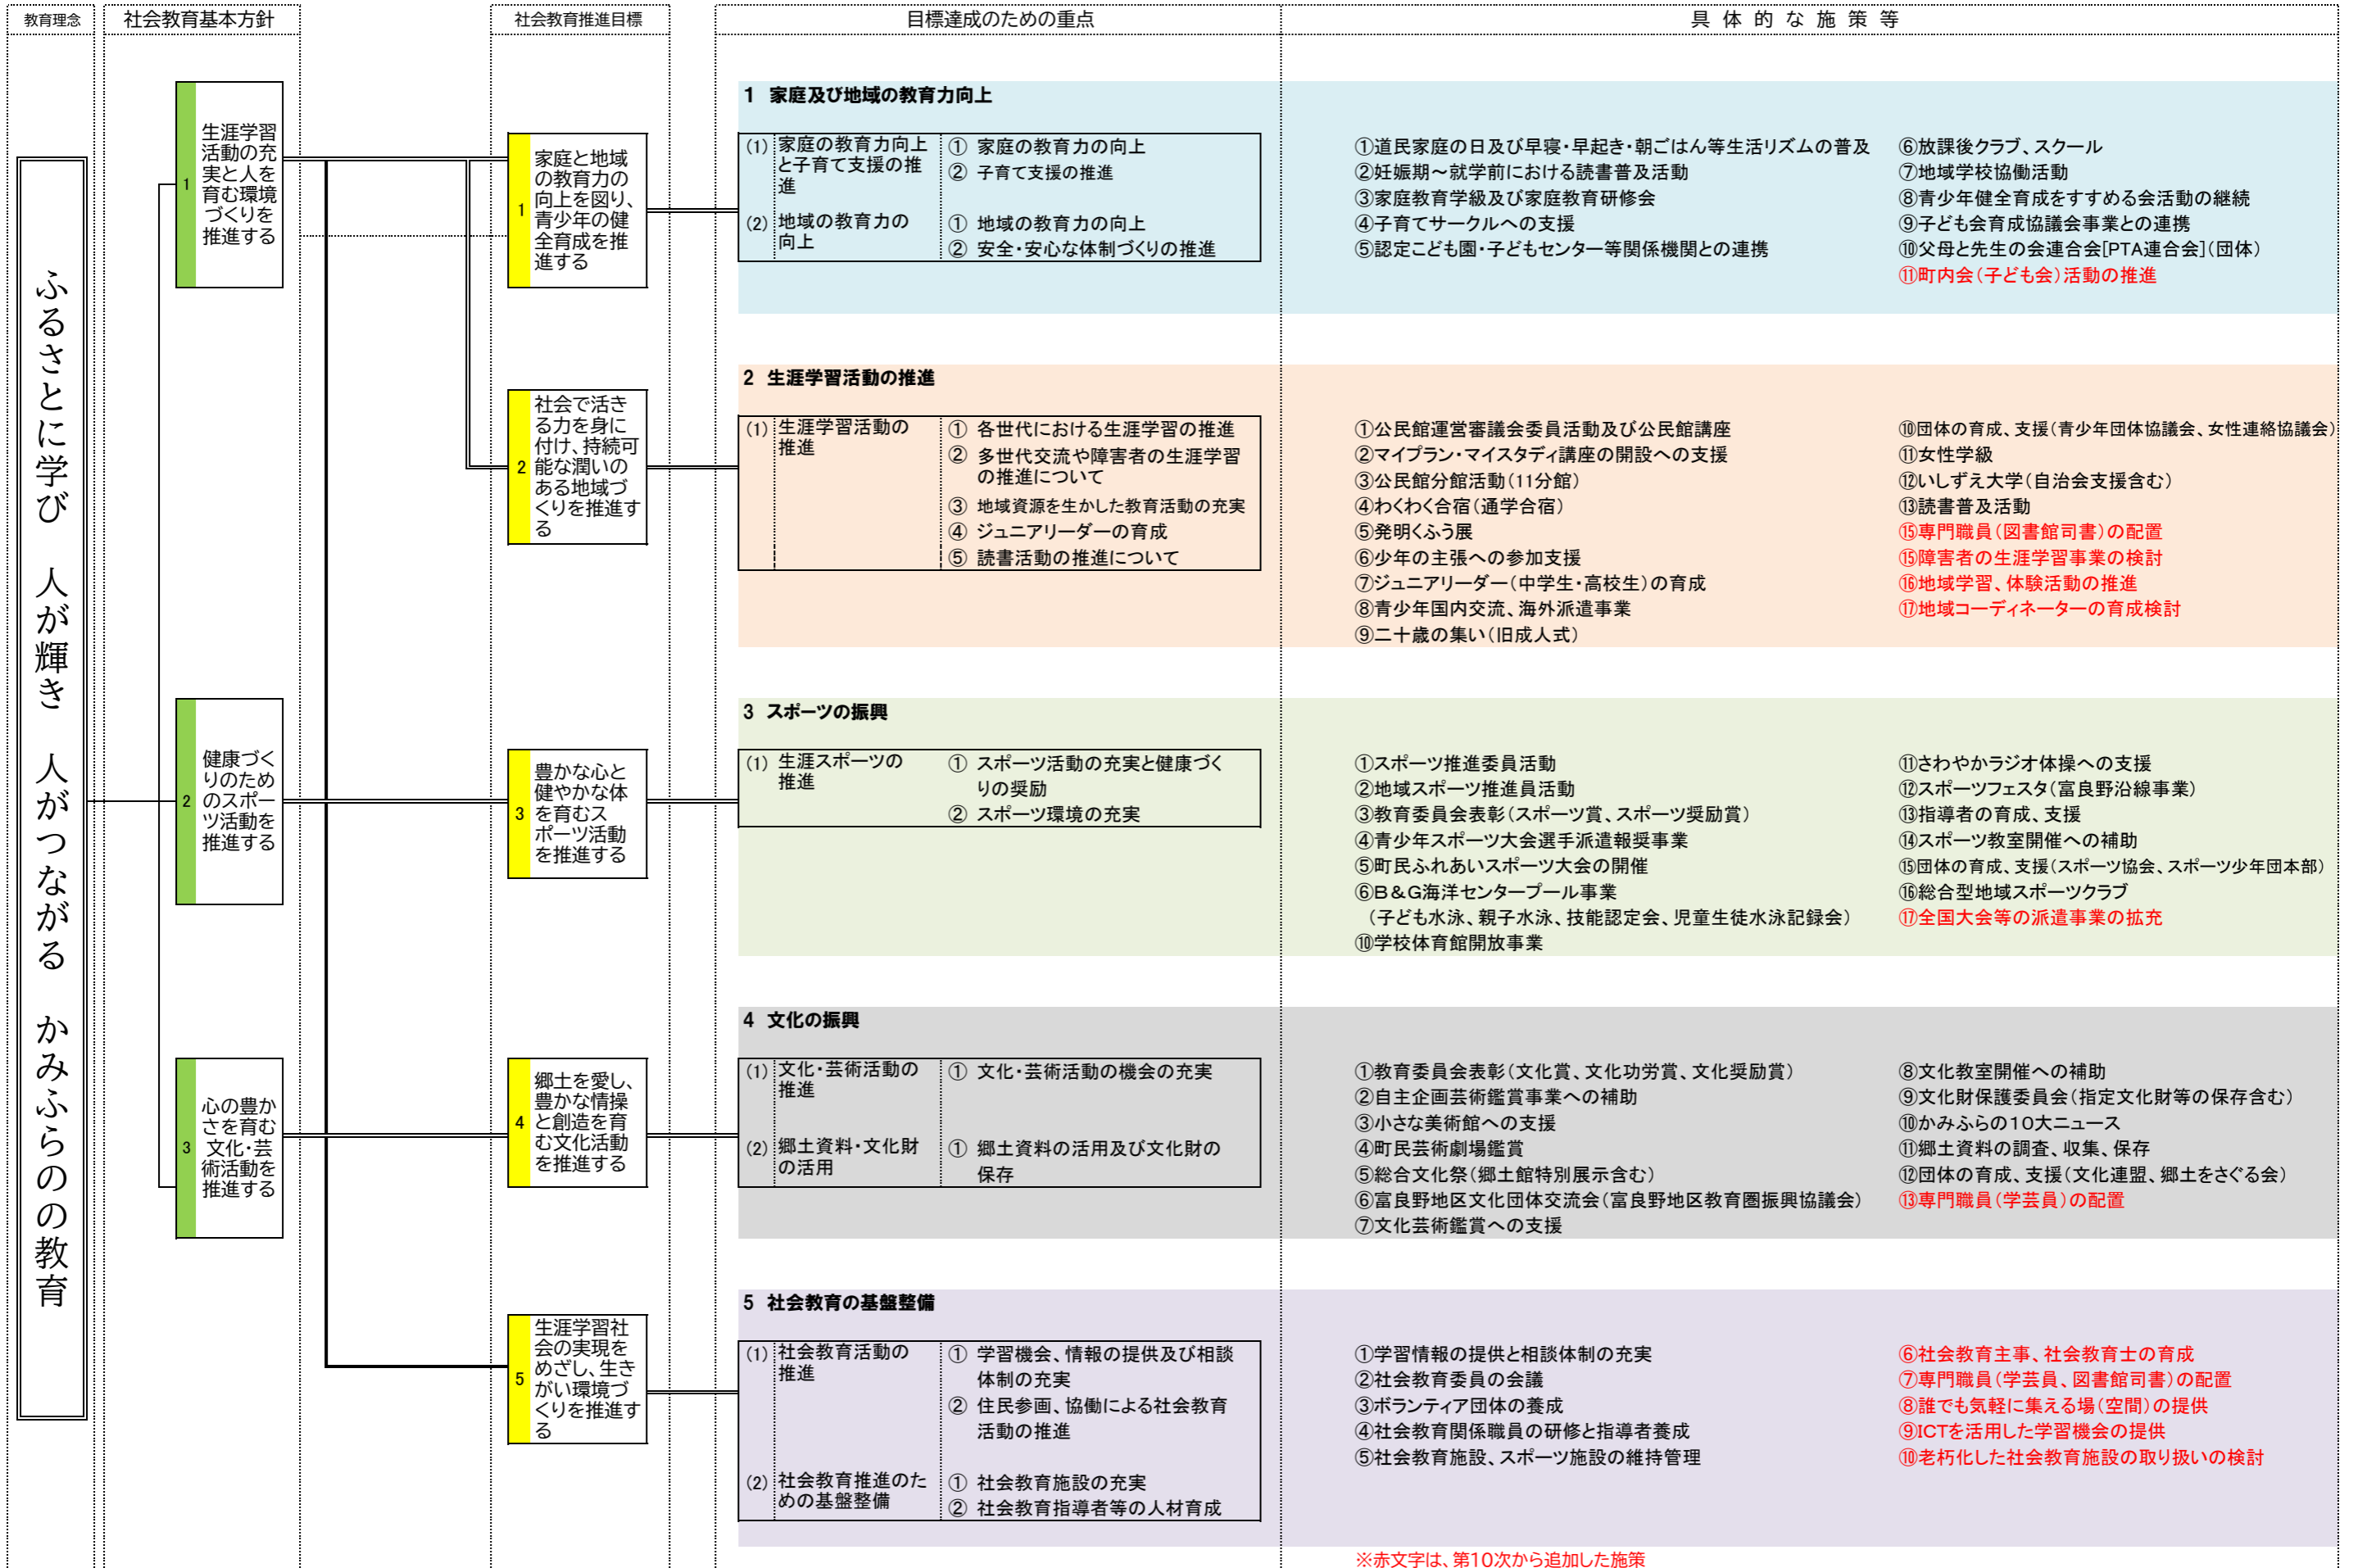 教育理念
社会教育基本方針
社会教育推進目標
目標達成のための重点
具体的な施策等
ふるさとに学び　人が輝き　人がつながる　かみふらのの教育
1
生涯学習
活動の充
実と人を
育む環境
づくりを
推進する
2
健康づく
りのため
のスポー
ツ活動を
推進する
3
心の豊か
さを育む
文化・芸
術活動を
推進する
1
家庭と地域
の教育力の
向上を図り、
青少年の健
全育成を推
進する
2
社会で活き
る力を身に
付け、持続可
能な潤いの
ある地域づ
くりを推進す
る
3
豊かな心と
健やかな体
を育むス
ポーツ活動
を推進する
4
郷土を愛し、
豊かな情操
と創造を育
む文化活動
を推進する
5
生涯学習社
会の実現を
めざし、生き
がい環境づ
くりを推進す
る
1 家庭及び地域の教育力向上
(1) 家庭の教育力向上
と子育て支援の推
進
① 家庭の教育力の向上
② 子育て支援の推進
(2) 地域の教育力の
向上
① 地域の教育力の向上
② 安全・安心な体制づくりの推進
①道民家庭の日及び早寝・早起き・朝ごはん等生活リズムの普及
②妊娠期～就学前における読書普及活動
③家庭教育学級及び家庭教育研修会
④子育てサークルへの支援
⑤認定こども園・子どもセンター等関係機関との連携
⑥放課後クラブ、スクール
⑦地域学校協働活動
⑧青少年健全育成をすすめる会活動の継続
⑨子ども会育成協議会事業との連携
⑩父母と先生の会連合会[PTA連合会](団体)
⑪町内会(子ども会)活動の推進
2 生涯学習活動の推進
(1) 生涯学習活動の
推進
① 各世代における生涯学習の推進
② 多世代交流や障害者の生涯学習
の推進について
③ 地域資源を生かした教育活動の充実
④ ジュニアリーダーの育成
⑤ 読書活動の推進について
①公民館運営審議会委員活動及び公民館講座
②マイプラン・マイスタディ講座の開設への支援
③公民館分館活動(11分館)
④わくわく合宿(通学合宿)
⑤発明くふう展
⑥少年の主張への参加支援
⑦ジュニアリーダー(中学生・高校生)の育成
⑧青少年国内交流、海外派遣事業
⑨二十歳の集い(旧成人式)
⑩団体の育成、支援(青少年団体協議会、女性連絡協議会)
⑪女性学級
⑫いしずえ大学(自治会支援含む)
⑬読書普及活動
⑮専門職員(図書館司書)の配置
⑮障害者の生涯学習事業の検討
⑯地域学習、体験活動の推進
⑰地域コーディネーターの育成検討
3 スポーツの振興
(1) 生涯スポーツの
推進
① スポーツ活動の充実と健康づく
りの奨励
② スポーツ環境の充実
①スポーツ推進委員活動
②地域スポーツ推進員活動
③教育委員会表彰(スポーツ賞、スポーツ奨励賞)
④青少年スポーツ大会選手派遣報奨事業
⑤町民ふれあいスポーツ大会の開催
⑥B＆G海洋センタープール事業
(子ども水泳、親子水泳、技能認定会、児童生徒水泳記録会)
⑩学校体育館開放事業
⑪さわやかラジオ体操への支援
⑫スポーツフェスタ(富良野沿線事業)
⑬指導者の育成、支援
⑭スポーツ教室開催への補助
⑮団体の育成、支援(スポーツ協会、スポーツ少年団本部)
⑯総合型地域スポーツクラブ
⑰全国大会等の派遣事業の拡充
4 文化の振興
(1) 文化・芸術活動の
推進
① 文化・芸術活動の機会の充実
(2) 郷土資料・文化財
の活用
① 郷土資料の活用及び文化財の
保存
①教育委員会表彰(文化賞、文化功労賞、文化奨励賞)
②自主企画芸術鑑賞事業への補助
③小さな美術館への支援
④町民芸術劇場鑑賞
⑤総合文化祭(郷土館特別展示含む)
⑥富良野地区文化団体交流会(富良野地区教育圏振興協議会)
⑦文化芸術鑑賞への支援
⑧文化教室開催への補助
⑨文化財保護委員会(指定文化財等の保存含む)
⑩かみふらの10大ニュース
⑪郷土資料の調査、収集、保存
⑫団体の育成、支援(文化連盟、郷土をさぐる会)
⑬専門職員(学芸員)の配置
5 社会教育の基盤整備
(1) 社会教育活動の
推進
① 学習機会、情報の提供及び相談
体制の充実
② 住民参画、協働による社会教育
活動の推進
(2) 社会教育推進のた
めの基盤整備
① 社会教育施設の充実
② 社会教育指導者等の人材育成
①学習情報の提供と相談体制の充実
②社会教育委員の会議
③ボランティア団体の養成
④社会教育関係職員の研修と指導者養成
⑤社会教育施設、スポーツ施設の維持管理
⑥社会教育主事、社会教育士の育成
⑦専門職員(学芸員、図書館司書)の配置
⑧誰でも気軽に集える場(空間)の提供
⑨ICTを活用した学習機会の提供
⑩老朽化した社会教育施設の取り扱いの検討
※赤文字は、第10次から追加した施策